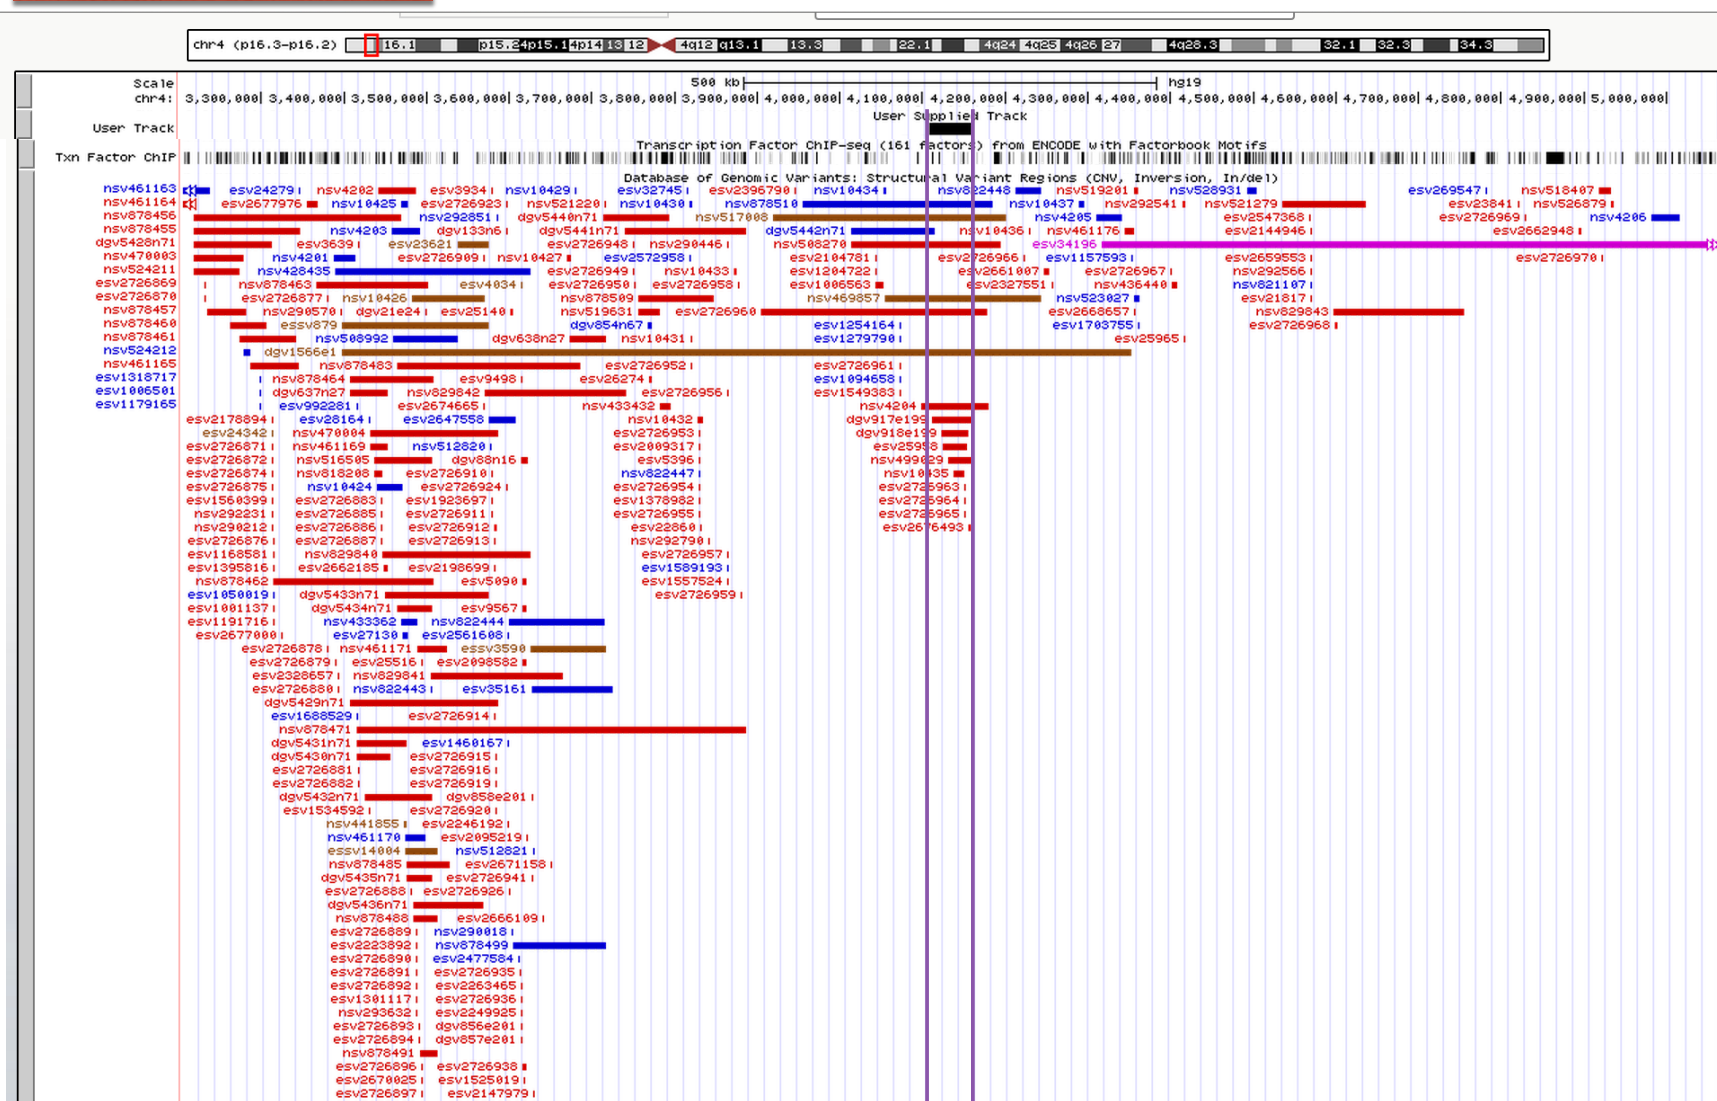 chr4 (p16.3-p16.2) 16.1 p15.2 4p15.1 4p14 13 12 4q12 q13.1 13.3 22.1 4q24 4q25 4q26 27 4q28.3 32.1 32.3 34.3
Scale 500 kb hg19
chr4: 3,300,000 3,400,000 3,500,000 3,600,000 3,700,000 3,800,000 3,900,000 4,000,000 4,100,000 4,200,000 4,300,000 4,400,000 4,500,000 4,600,000 4,700,000 4,800,000 4,900,000 5,000,000
User Supplied Track
User Track
Transcription Factor ChIP-seq (161 factors) from ENCODE with Factorbook Motifs
Txn Factor ChIP
Database of Genomic Variants: Structural Variant Regions (CNV, Inversion, In/del)
nsv461163 esv24279 nsv4202 esv3934 nsv10429 esv32745 esv2396790 nsv10434 nsv822448 nsv519201 nsv528931 esv269547 nsv518407
nsv461164 esv2677976 nsv10425 esv2726923 nsv521220 nsv10430 nsv878510 nsv10437 nsv292541 nsv521279 esv23841 nsv526879
nsv878456 nsv292851 dgv5440n71 nsv517008 nsv4205 esv2547368 esv2726969 nsv4206
nsv878455 nsv4203 dgv133n6 dgv5441n71 dgv5442n71 nsv10436 nsv461176 esv2144946 esv2662948
dgv5428n71 esv3639 esv23621 esv2726948 nsv290446 nsv508270 esv34196
nsv470003 nsv4201 esv2726909 nsv10427 esv2572958 esv2104781 esv2726966 esv1157593 esv2659553 esv2726970
nsv524211 nsv428435 esv2726949 nsv10433 esv1204722 esv2661007 esv2726967 nsv292566
esv2726869 nsv878463 esv4034 esv2726950 esv2726958 esv1006563 esv2327551 nsv436440 nsv821107
esv2726870 esv2726877 nsv10426 nsv878509 nsv469857 nsv523027 esv21817
nsv878457 nsv290570 dgv21e24 esv25140 nsv519631 esv2726960 esv2668657 nsv829843
nsv878460 essv879 dgv854n67 esv1254164 esv1703755 esv2726968
nsv878461 nsv508992 dgv638n27 nsv10431 esv1279790 esv25965
nsv524212 dgv1566e1
nsv461165 nsv878483 esv2726952 esv2726961
esv1318717 nsv878464 esv9498 esv26274 esv1094658
esv1006501 dgv637n27 nsv829842 esv2726956 esv1549383
esv1179165 esv992281 esv2674665 nsv433432 nsv4204
esv2178894 esv28164 esv2647558 nsv10432 dgv917e199
esv24342 nsv470004 esv2726953 dgv918e199
esv2726871 nsv461169 nsv512820 esv2009317 esv25958
esv2726872 nsv516505 dgv88n16 esv5396 nsv499029
esv2726874 nsv818208 esv2726910 nsv822447 nsv10435
esv2726875 nsv10424 esv2726924 esv2726954 esv2726963
esv1560399 esv2726883 esv1923697 esv1378982 esv2726964
nsv292231 esv2726885 esv2726911 esv2726955 esv2726965
nsv290212 esv2726886 esv2726912 esv22860 esv2676493
esv2726876 esv2726887 esv2726913 nsv292790
esv1168581 nsv829840 esv2726957
esv1395816 esv2662185 esv2198699 esv1589193
nsv878462 esv5090 esv1557524
esv1050019 dgv5433n71 esv2726959
esv1001137 dgv5434n71 esv9567
esv1191716 nsv433362 nsv822444
esv2677000 esv27130 esv2561608
esv2726878 nsv461171 essv3590
esv2726879 esv25516 esv2098582
esv2328657 nsv829841
esv2726880 nsv822443 esv35161
dgv5429n71
esv1688529 esv2726914
nsv878471
dgv5431n71 esv1460167
dgv5430n71 esv2726915
esv2726881 esv2726916
esv2726882 esv2726919
dgv5432n71 dgv858e201
esv1534592 esv2726920
nsv441855 esv2246192
nsv461170 esv2095219
essv14004 nsv512821
nsv878485 esv2671158
dgv5435n71 esv2726941
esv2726888 esv2726926
dgv5436n71
nsv878488 esv2666109
esv2726889 nsv290018
esv2223892 nsv878499
esv2726890 esv2477584
esv2726891 esv2726935
esv2726892 esv2263465
esv1301117 esv2726936
nsv293632 esv2249925
esv2726893 dgv856e201
esv2726894 dgv857e201
nsv878491
esv2726896 esv2726938
esv2670025 esv1525019
esv2726897 esv2147979